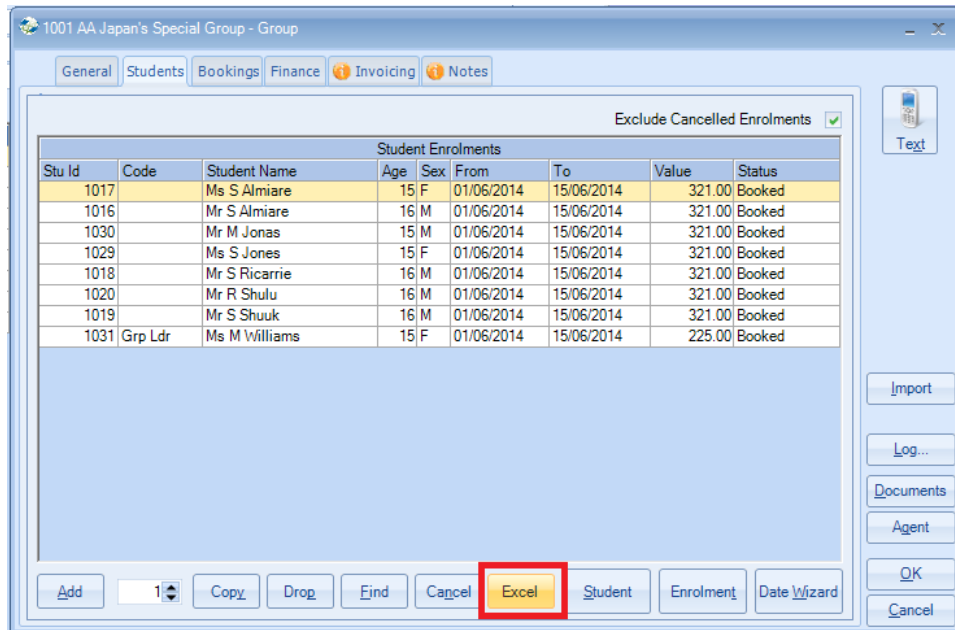 1001 AA Japan's Special Group - Group
General Students Bookings Finance Invoicing Notes
Exclude Cancelled Enrolments
Text
Student Enrolments
Stu Id Code Student Name Age Sex From To Value Status
1017 Ms S Almiare 15 F 01/06/2014 15/06/2014 321.00 Booked
1016 Mr S Almiare 16 M 01/06/2014 15/06/2014 321.00 Booked
1030 Mr M Jonas 15 M 01/06/2014 15/06/2014 321.00 Booked
1029 Ms S Jones 15 F 01/06/2014 15/06/2014 321.00 Booked
1018 Mr S Ricarrie 16 M 01/06/2014 15/06/2014 321.00 Booked
1020 Mr R Shulu 16 M 01/06/2014 15/06/2014 321.00 Booked
1019 Mr S Shuuk 16 M 01/06/2014 15/06/2014 321.00 Booked
1031 Grp Ldr Ms M Williams 15 F 01/06/2014 15/06/2014 225.00 Booked
Import
Log...
Documents
Agent
OK
Cancel
Add 1 Copy Drop Find Cancel Excel Student Enrolment Date Wizard